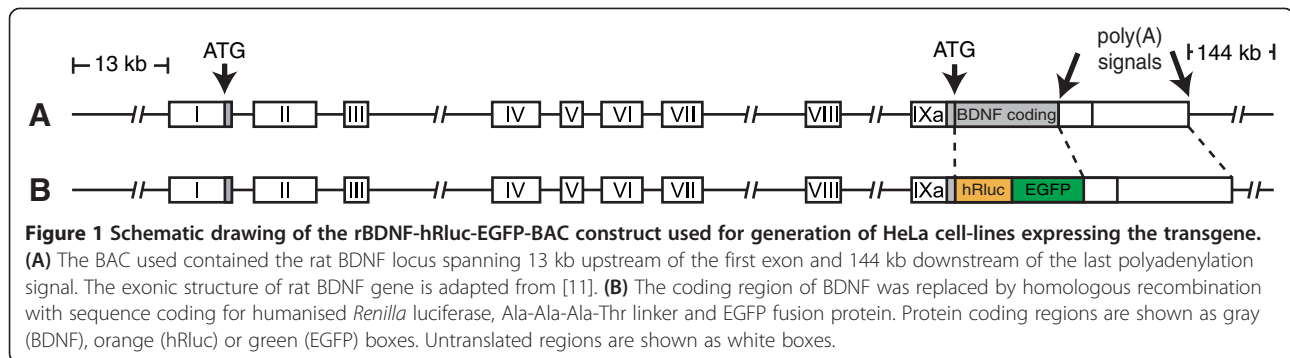 ⊢ 13 kb ⊣ ATG ATG poly(A) signals ⊢144 kb⊣
A // I II III // IV V VI VII // VIII // IXa BDNF coding //
B // I II III // IV V VI VII // VIII // IXa hRluc EGFP //
Figure 1 Schematic drawing of the rBDNF-hRluc-EGFP-BAC construct used for generation of HeLa cell-lines expressing the transgene.
(A) The BAC used contained the rat BDNF locus spanning 13 kb upstream of the first exon and 144 kb downstream of the last polyadenylation
signal. The exonic structure of rat BDNF gene is adapted from [11]. (B) The coding region of BDNF was replaced by homologous recombination
with sequence coding for humanised Renilla luciferase, Ala-Ala-Ala-Thr linker and EGFP fusion protein. Protein coding regions are shown as gray
(BDNF), orange (hRluc) or green (EGFP) boxes. Untranslated regions are shown as white boxes.